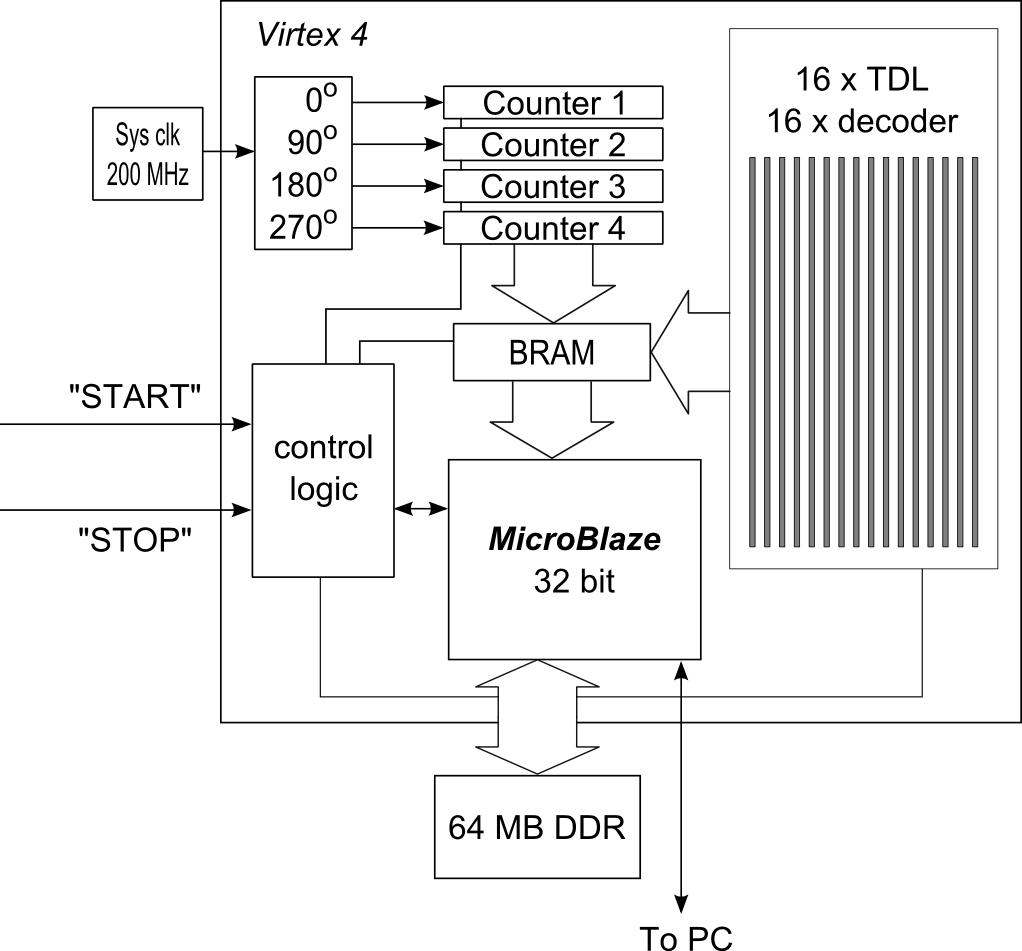 Virtex 4
Sys clk
200 MHz
0°
90°
180°
270°
Counter 1
Counter 2
Counter 3
Counter 4
16 x TDL
16 x decoder
BRAM
"START"
"STOP"
control
logic
MicroBlaze
32 bit
64 MB DDR
To PC